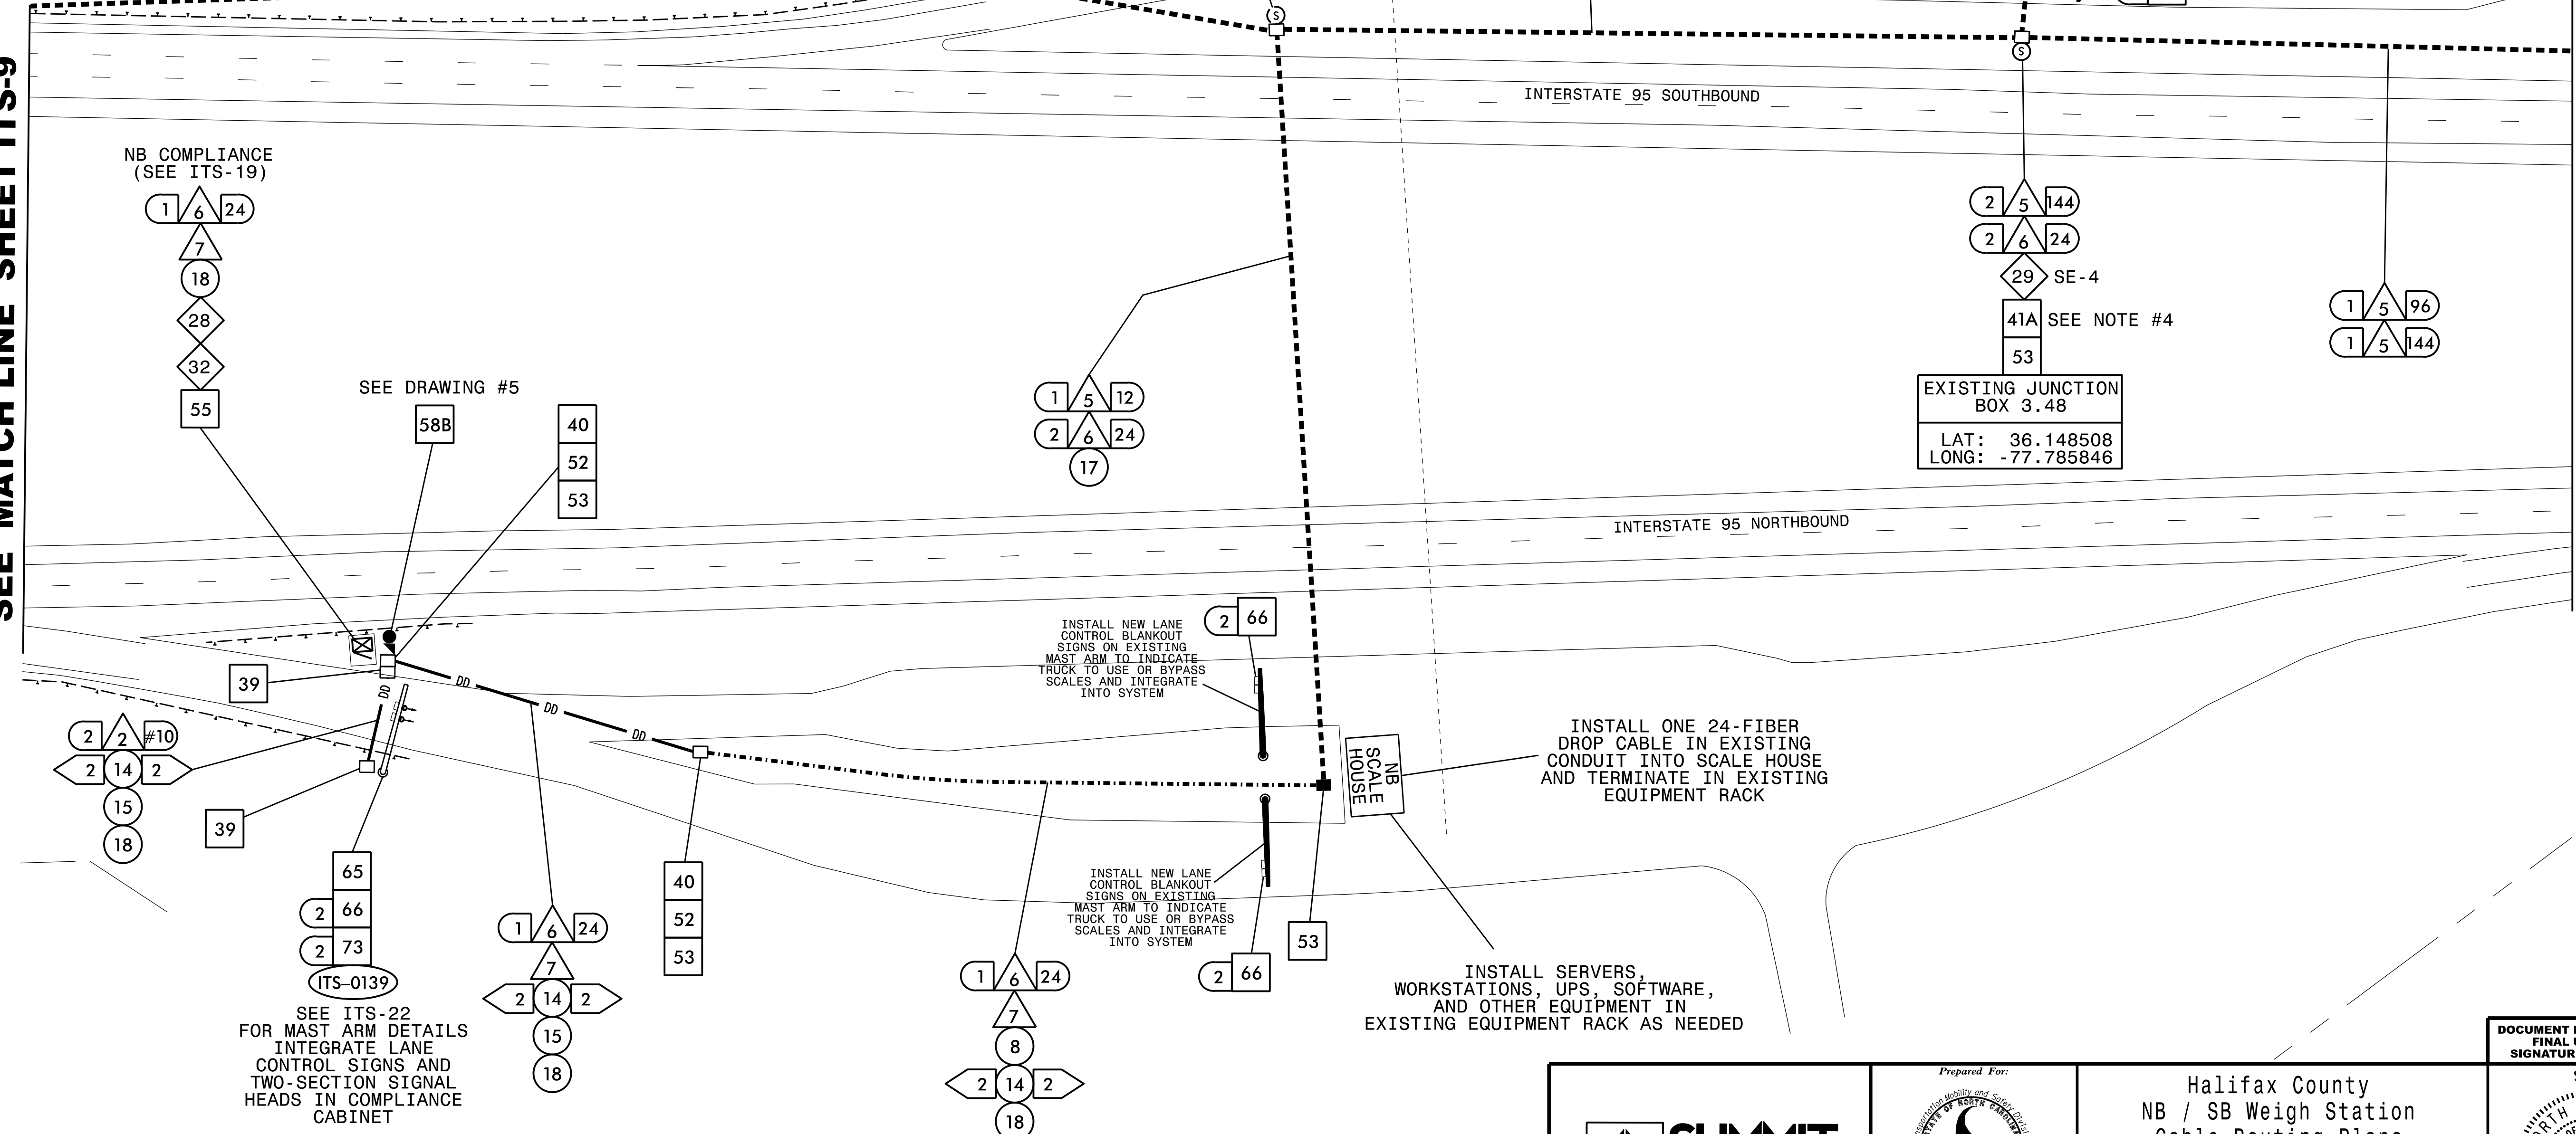 SEE MATCH LINE SHEET ITS-9
S
S
INTERSTATE 95 SOUTHBOUND
NB COMPLIANCE
(SEE ITS-19)
1 6 24
7
18
28
32
55
SEE DRAWING #5
58B
40
52
53
1 5 12
2 6 24
17
2 5 144
2 6 24
29 SE-4
41A SEE NOTE #4
53
EXISTING JUNCTION
BOX 3.48
LAT: 36.148508
LONG: -77.785846
1 5 96
1 5 144
INTERSTATE 95 NORTHBOUND
39
DD
DD
DD
DD
2 2 #10
2 14 2
15
18
39
65
2 66
2 73
ITS-0139
SEE ITS-22
FOR MAST ARM DETAILS
INTEGRATE LANE
CONTROL SIGNS AND
TWO-SECTION SIGNAL
HEADS IN COMPLIANCE
CABINET
1 6 24
7
2 14 2
15
18
40
52
53
INSTALL NEW LANE
CONTROL BLANKOUT
SIGNS ON EXISTING
MAST ARM TO INDICATE
TRUCK TO USE OR BYPASS
SCALES AND INTEGRATE
INTO SYSTEM
2 66
NB
SCALE
HOUSE
INSTALL ONE 24-FIBER
DROP CABLE IN EXISTING
CONDUIT INTO SCALE HOUSE
AND TERMINATE IN EXISTING
EQUIPMENT RACK
INSTALL NEW LANE
CONTROL BLANKOUT
SIGNS ON EXISTING
MAST ARM TO INDICATE
TRUCK TO USE OR BYPASS
SCALES AND INTEGRATE
INTO SYSTEM
2 66
53
1 6 24
7
8
2 14 2
18
INSTALL SERVERS,
WORKSTATIONS, UPS, SOFTWARE,
AND OTHER EQUIPMENT IN
EXISTING EQUIPMENT RACK AS NEEDED
DOCUMENT
FINAL
SIGNATUR
SUMMIT
Prepared For:
Halifax County
NB / SB Weigh Station
Cable Routing Plans